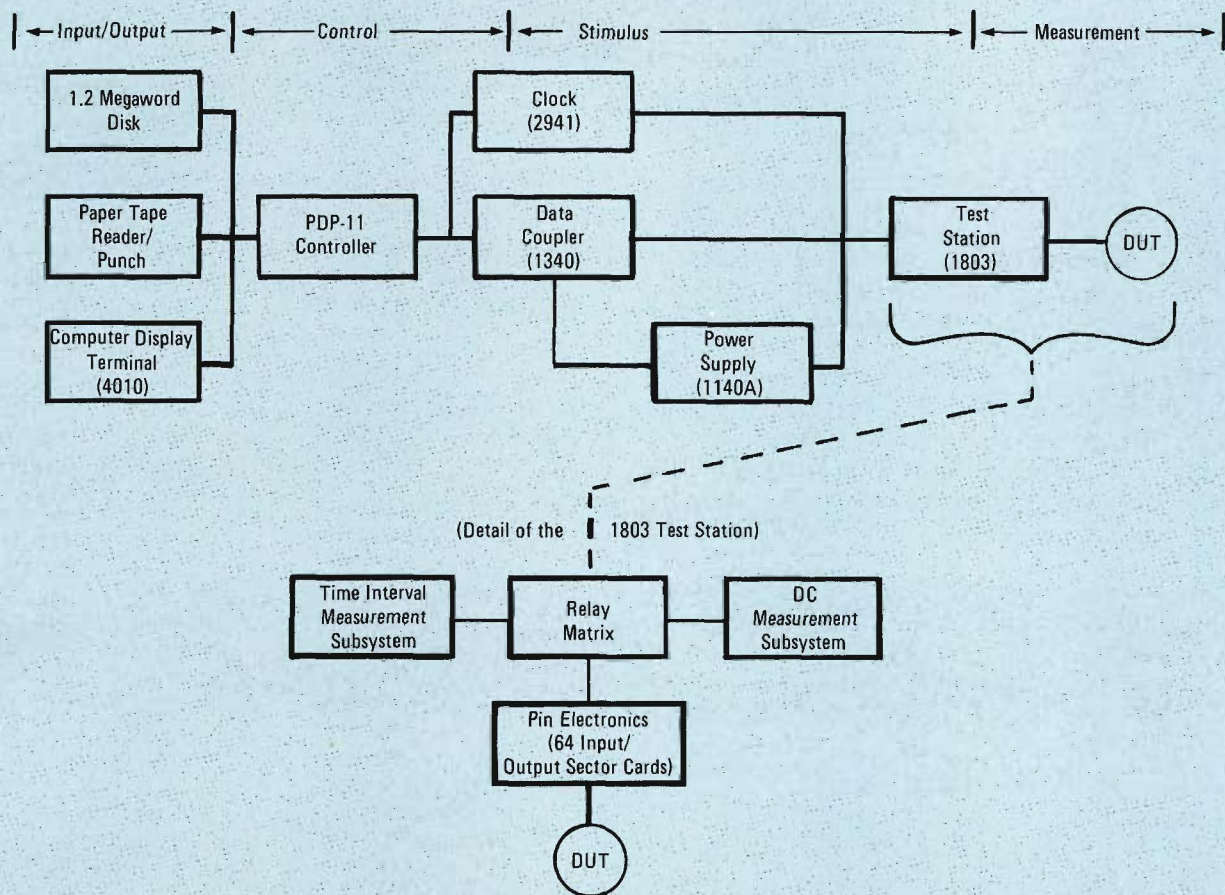 Input/Output
Control
Stimulus
Measurement
1.2 Megaword
Disk
Paper Tape
Reader/
Punch
Computer Display
Terminal
(4010)
PDP-11
Controller
Clock
(2941)
Data
Coupler
(1340)
Power
Supply
(1140A)
Test
Station
(1803)
DUT
(Detail of the 1803 Test Station)
Time Interval
Measurement
Subsystem
Relay
Matrix
DC
Measurement
Subsystem
Pin Electronics
(64 Input/
Output Sector Cards)
DUT